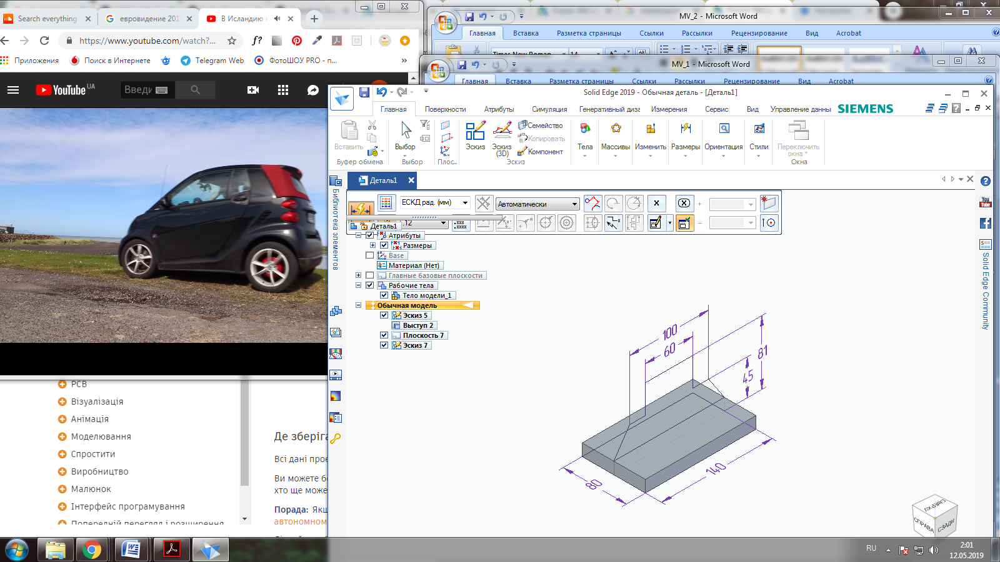 Search everything
евровидение 201
В Исландию
https://www.youtube.com/watch?...
Приложения
Поиск в Интернете
Telegram Web
ФотоШОУ PRO - п...
»
YouTube UA
Введи
MV_2 - Microsoft Word
Главная
Вставка
Разметка страницы
Ссылки
Рассылки
Рецензирование
Вид
Acrobat
MV_1 - Microsoft Word
Главная
Вставка
Разметка страницы
Ссылки
Рассылки
Рецензирование
Вид
Acrobat
Solid Edge 2019 - Обычная деталь - [Деталь1]
Главная
Поверхности
Атрибуты
Симуляция
Генеративный диза
Измерения
Сервис
Вид
Управление данны
SIEMENS
Вставить
Буфер обмена
Выбор
Выбор
Плос...
Эскиз
Эскиз (3D)
Семейство
Копировать
Компонент
Эскиз
Тела
Массивы
Изменить
Размеры
Ориентация
Стили
Переключить окна
Окна
Деталь1
Библиотека элементов
ЕСКД рад. (мм)
Автоматически
.12
Деталь1
Атрибуты
Размеры
Base
Материал (Нет)
Главные базовые плоскости
Рабочие тела
Тело модели_1
Обычная модель
Эскиз 5
Выступ 2
Плоскость 7
Эскиз 7
100
60
81
45
140
80
СВЕРХУ
СПРАВА
СЗАДИ
You Tube
Solid Edge Community
PCB
Візуалізація
Анімація
Моделювання
Спростити
Виробництво
Малюнок
Інтерфейс програмування
Попередній перегляд і розширення
Де зберіга
Всі дані прое
Ви можете б
хто ще може
Порада: Якщ
автономном
RU
2:01
12.05.2019